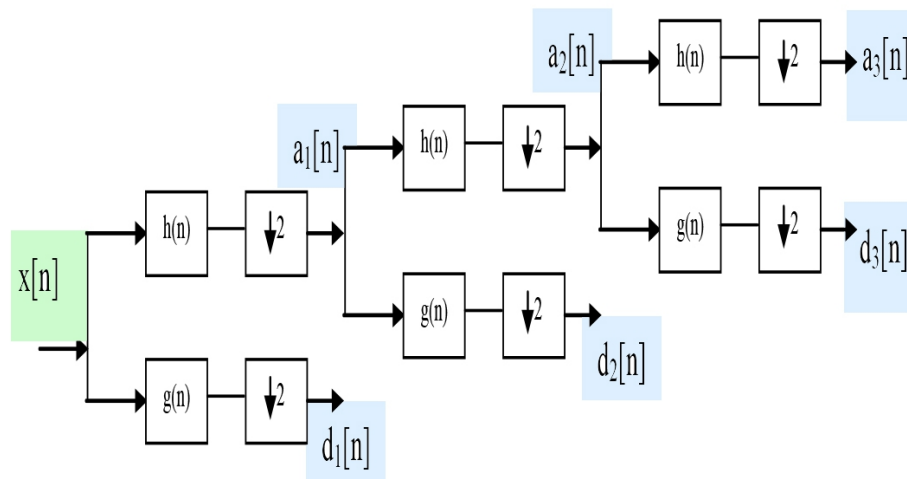 a₂[n]
h(n)
↓2
a₃[n]
a₁[n]
h(n)
↓2
g(n)
↓2
d₃[n]
x[n]
h(n)
↓2
g(n)
↓2
d₂[n]
g(n)
↓2
d₁[n]